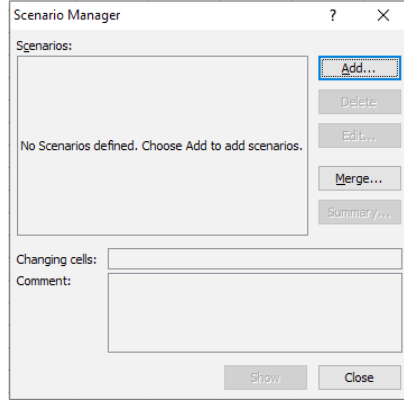 Scenario Manager ? ×
Scenarios:
Add...
Delete
Edit...
No Scenarios defined. Choose Add to add scenarios.
Merge...
Summary...
Changing cells:
Comment:
Show
Close